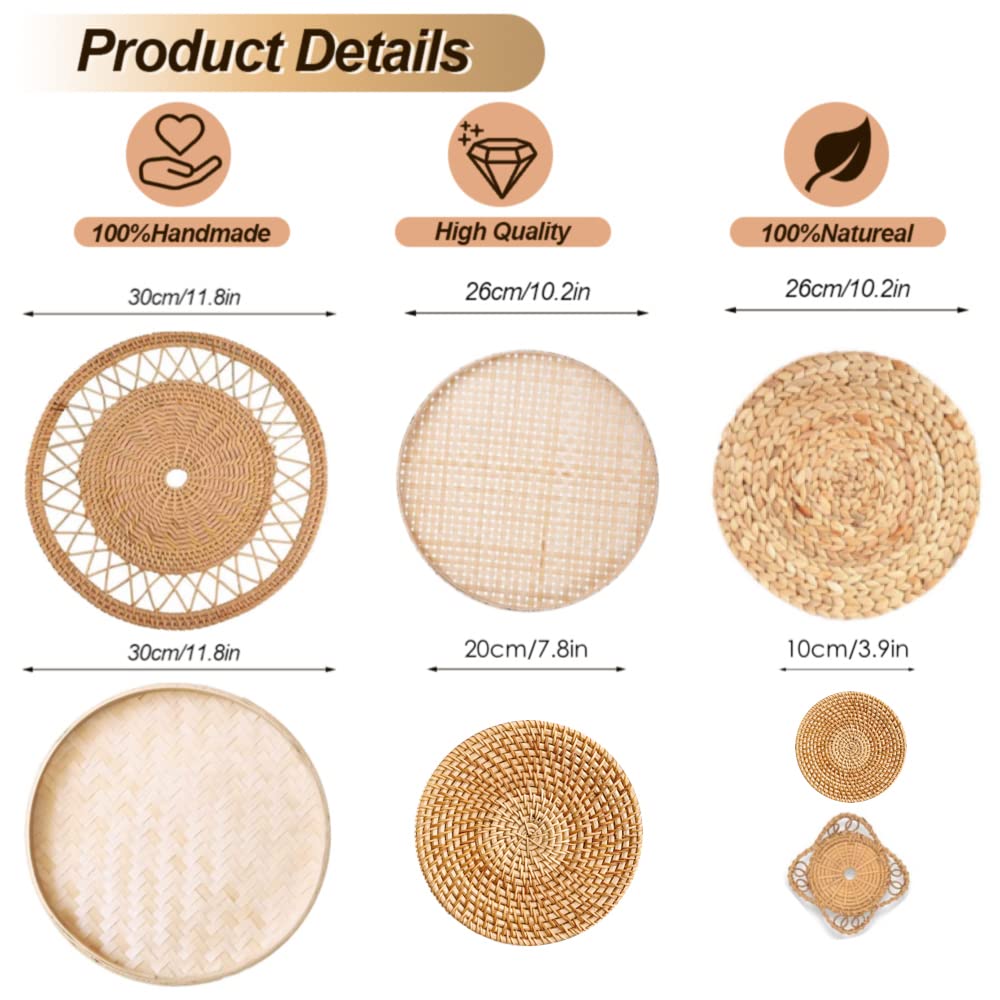 Product Details
100%Handmade
High Quality
100%Natureal
30cm/11.8in
26cm/10.2in
26cm/10.2in
30cm/11.8in
20cm/7.8in
10cm/3.9in